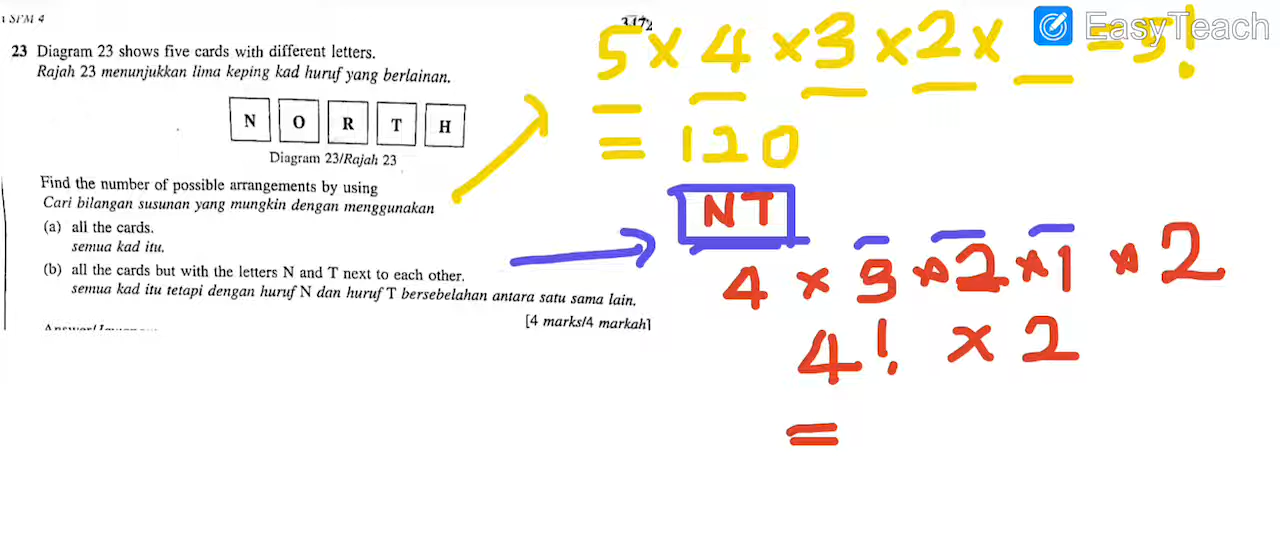 SPM 4
3472
23 Diagram 23 shows five cards with different letters.
Rajah 23 menunjukkan lima keping kad huruf yang berlainan.
N O R T H
Diagram 23/Rajah 23
Find the number of possible arrangements by using
Cari bilangan susunan yang mungkin dengan menggunakan
(a) all the cards.
semua kad itu.
(b) all the cards but with the letters N and T next to each other.
semua kad itu tetapi dengan huruf N dan huruf T bersebelahan antara satu sama lain.
[4 marks/4 markah]
EasyTeach
5 × 4 × 3 × 2 × = 5!
= 120
NT
4 × 3 × 2 × 1 × 2
4! × 2
=